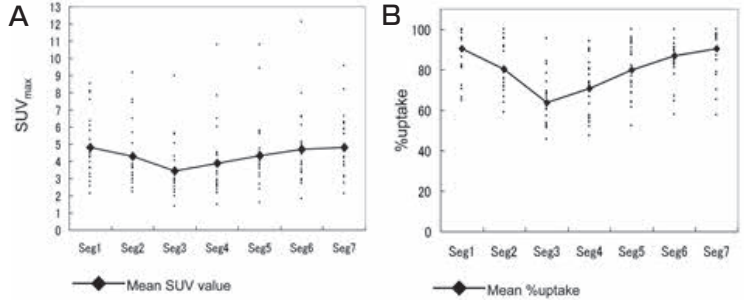 A
SUVmax
13
12
11
10
9
8
7
6
5
4
3
2
1
0
Seg1 Seg2 Seg3 Seg4 Seg5 Seg6 Seg7
Mean SUV value
B
%uptake
100
80
60
40
20
0
Seg1 Seg2 Seg3 Seg4 Seg5 Seg6 Seg7
Mean %uptake